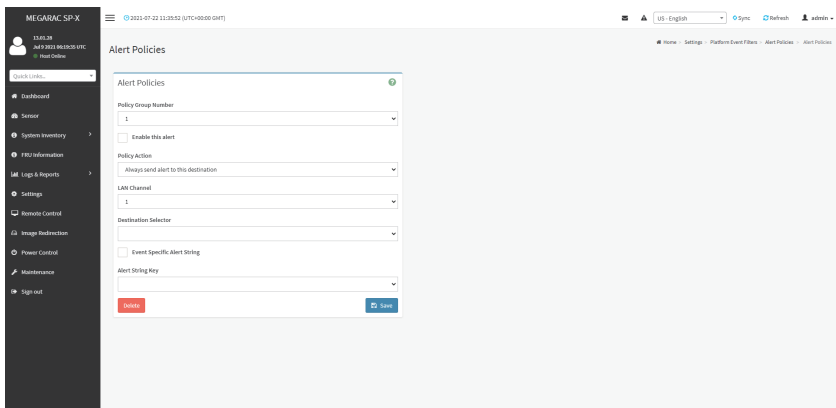 MEGARAC SP-X
2021-07-22 11:35:52 (UTC+00:00 GMT)
US - English
Sync
Refresh
admin
13.01.28
Jul 9 2021 06:19:35 UTC
Host Online
Quick Links...
Dashboard
Sensor
System Inventory
FRU Information
Logs & Reports
Settings
Remote Control
Image Redirection
Power Control
Maintenance
Sign out
Alert Policies
Home > Settings > Platform Event Filters > Alert Policies > Alert Policies
Alert Policies
Policy Group Number
1
Enable this alert
Policy Action
Always send alert to this destination
LAN Channel
1
Destination Selector
Event Specific Alert String
Alert String Key
Delete
Save